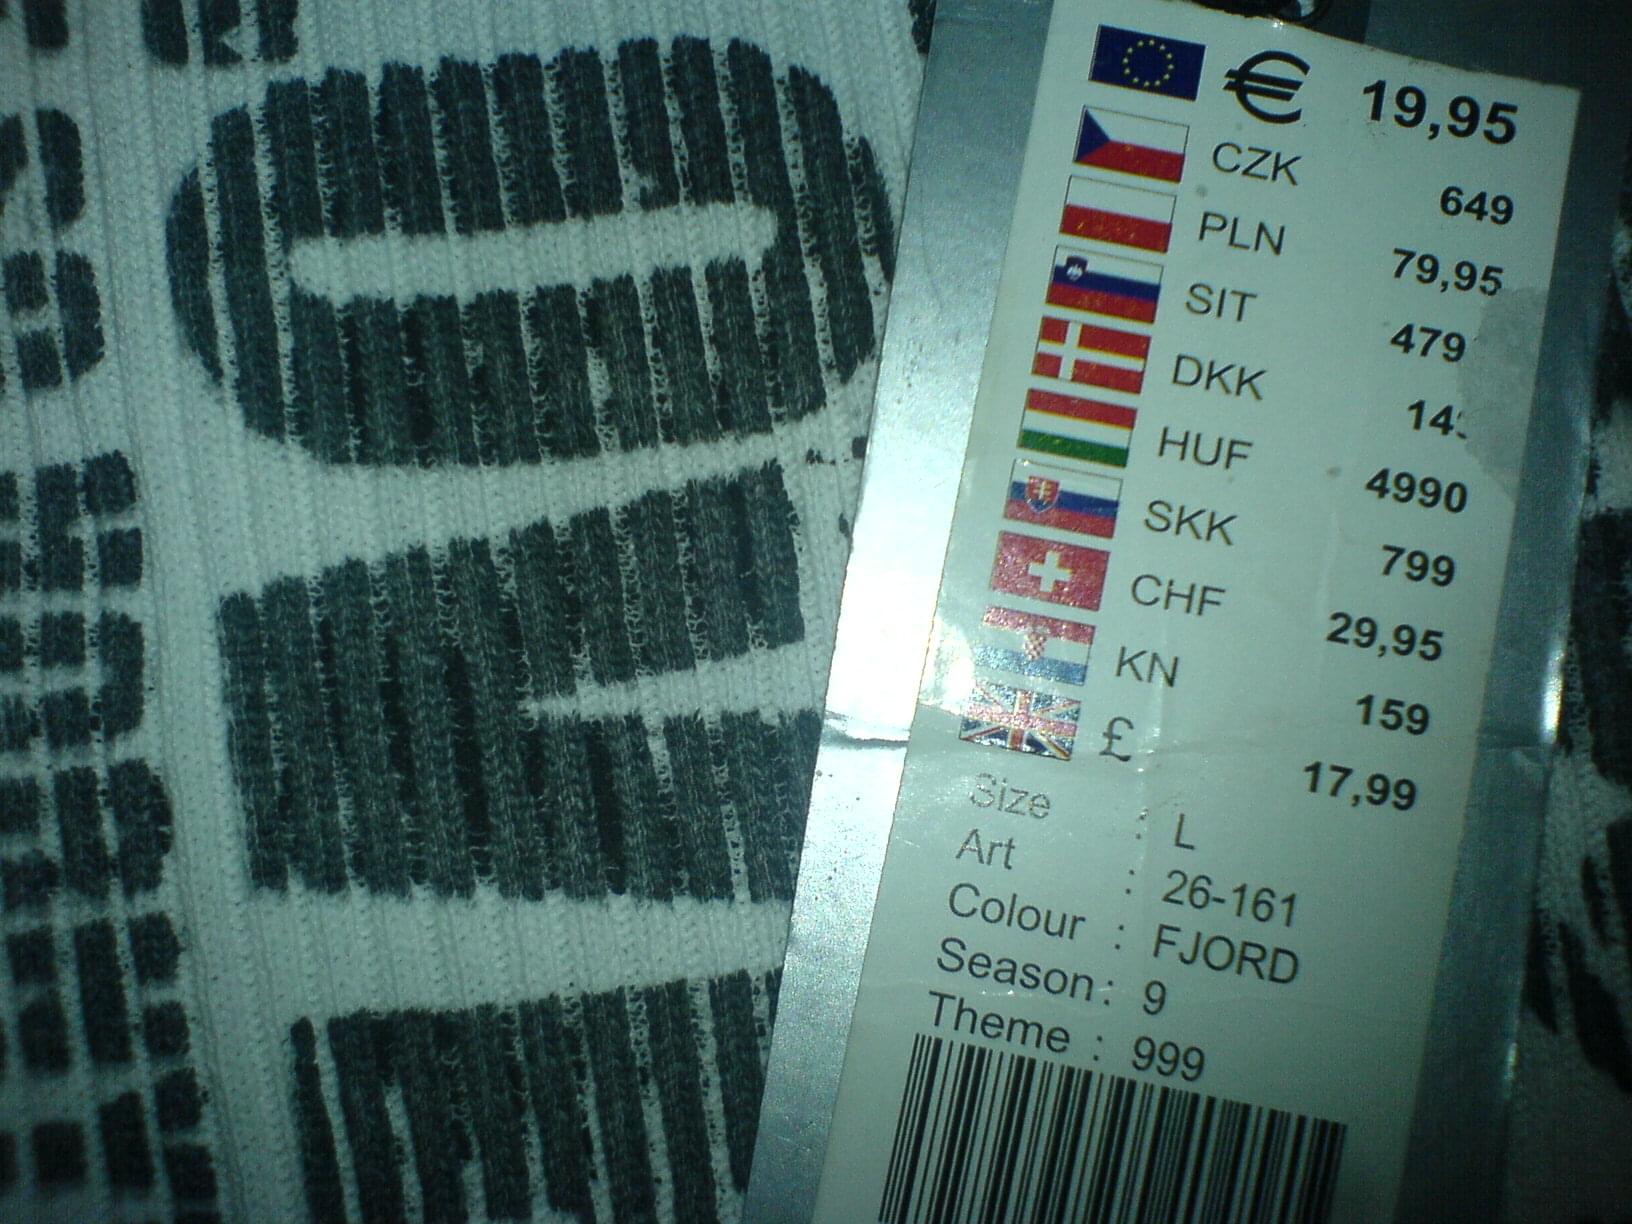 € 19,95
CZK 649
PLN 79,95
SIT 479
DKK
HUF 4990
SKK 799
CHF 29,95
KN 159
£ 17,99
Size : L
Art : 26-161
Colour : FJORD
Season : 9
Theme : 999